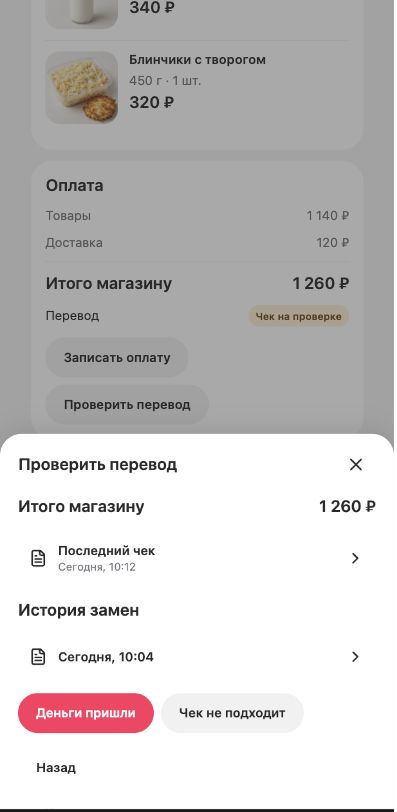 340 ₽
Блинчики с творогом
450 г · 1 шт.
320 ₽
Оплата
Товары 1 140 ₽
Доставка 120 ₽
Итого магазину 1 260 ₽
Перевод Чек на проверке
Записать оплату
Проверить перевод
Проверить перевод
Итого магазину 1 260 ₽
Последний чек
Сегодня, 10:12
История замен
Сегодня, 10:04
Деньги пришли Чек не подходит
Назад